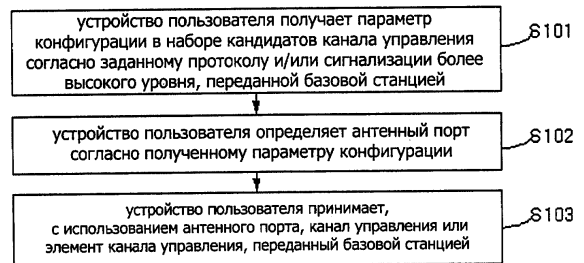 устройство пользователя получает параметр
конфигурации в наборе кандидатов канала управления
согласно заданному протоколу и/или сигнализации более
высокого уровня, переданной базовой станцией
S101
устройство пользователя определяет антенный порт
согласно полученному параметру конфигурации
S102
устройство пользователя принимает,
с использованием антенного порта, канал управления или
элемент канала управления, переданный базовой станцией
S103